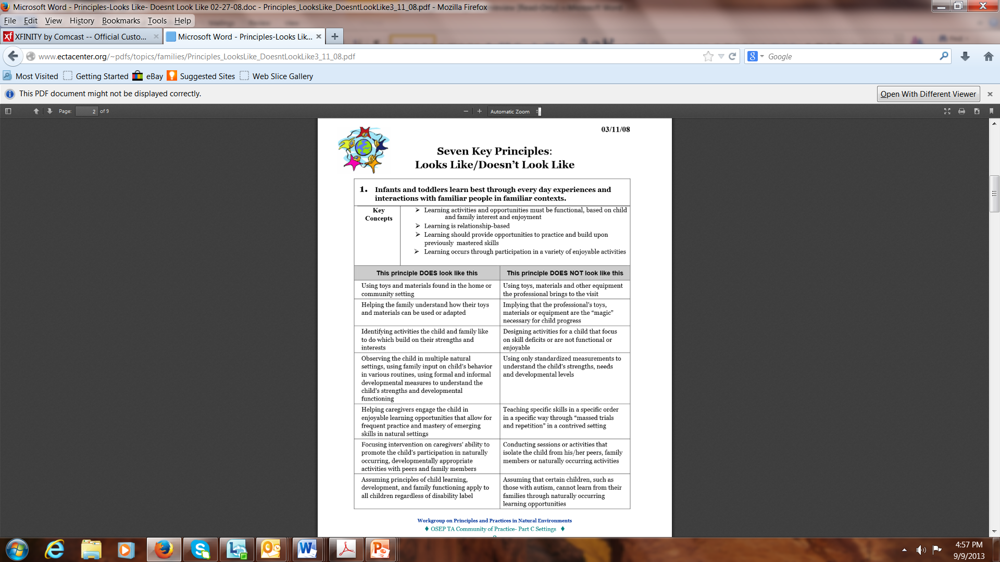 Microsoft Word - Principles-Looks Like- Doesnt Look Like 02-27-08.doc - Principles_LooksLike_DoesntLookLike3_11_08.pdf - Mozilla Firefox
File Edit View History Bookmarks Tools Help
xf XFINITY by Comcast -- Official Custo...
Microsoft Word - Principles-Looks Lik...
www.ectacenter.org/~pdfs/topics/families/Principles_LooksLike_DoesntLookLike3_11_08.pdf
Google
Most Visited Getting Started eBay Suggested Sites Web Slice Gallery
This PDF document might not be displayed correctly.
Open With Different Viewer
Page: 2 of 9
Automatic Zoom
03/11/08
Seven Key Principles:
Looks Like/Doesn’t Look Like
1. Infants and toddlers learn best through every day experiences and
interactions with familiar people in familiar contexts.
Key
Concepts
➢ Learning activities and opportunities must be functional, based on child
and family interest and enjoyment
➢ Learning is relationship-based
➢ Learning should provide opportunities to practice and build upon
previously mastered skills
➢ Learning occurs through participation in a variety of enjoyable activities
This principle DOES look like this
This principle DOES NOT look like this
Using toys and materials found in the home or
community setting
Using toys, materials and other equipment
the professional brings to the visit
Helping the family understand how their toys
and materials can be used or adapted
Implying that the professional’s toys,
materials or equipment are the “magic”
necessary for child progress
Identifying activities the child and family like
to do which build on their strengths and
interests
Designing activities for a child that focus
on skill deficits or are not functional or
enjoyable
Observing the child in multiple natural
settings, using family input on child’s behavior
in various routines, using formal and informal
developmental measures to understand the
child’s strengths and developmental
functioning
Using only standardized measurements to
understand the child’s strengths, needs
and developmental levels
Helping caregivers engage the child in
enjoyable learning opportunities that allow for
frequent practice and mastery of emerging
skills in natural settings
Teaching specific skills in a specific order
in a specific way through “massed trials
and repetition” in a contrived setting
Focusing intervention on caregivers’ ability to
promote the child’s participation in naturally
occurring, developmentally appropriate
activities with peers and family members
Conducting sessions or activities that
isolate the child from his/her peers, family
members or naturally occurring activities
Assuming principles of child learning,
development, and family functioning apply to
all children regardless of disability label
Assuming that certain children, such as
those with autism, cannot learn from their
families through naturally occurring
learning opportunities
Workgroup on Principles and Practices in Natural Environments
♦ OSEP TA Community of Practice- Part C Settings ♦
4:57 PM
9/9/2013